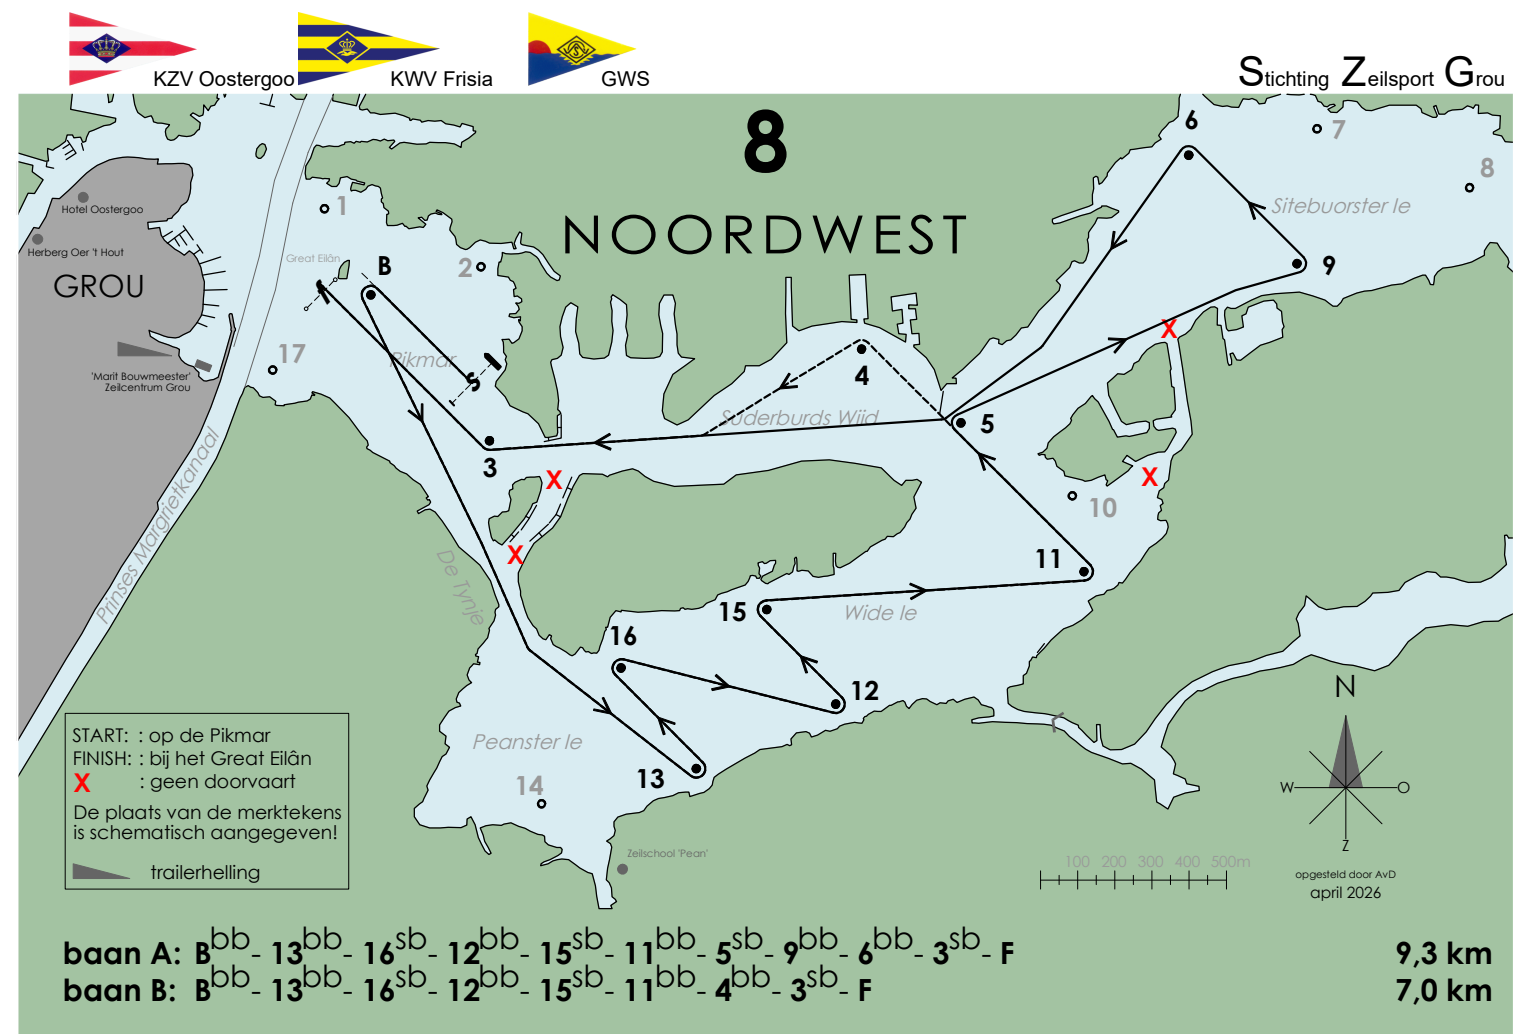 KZV Oostergoo
KWV Frisia
GWS
Stichting Zeilsport Grou
8
NOORDWEST
6
7
8
Sitebuorster Ie
9
Hotel Oostergoo
Herberg Oer 't Hout
GROU
1
Great Eilân
B
2
17
Pikmar
S
'Marit Bouwmeester'
Zeilcentrum Grou
X
4
Suderburds Wiid
5
3
X
X
10
X
11
Prinses Margrietkanaal
De Tynje
15
Wide Ie
16
12
N
W
O
Z
Peanster Ie
13
14
Zeilschool 'Pean'
START: : op de Pikmar
FINISH: : bij het Great Eilân
X : geen doorvaart
De plaats van de merktekens
is schematisch aangegeven!
trailerhelling
100 200 300 400 500m
opgesteld door AvD
april 2026
baan A: Bbb- 13bb- 16sb- 12bb- 15sb- 11bb- 5sb- 9bb- 6bb- 3sb- F 9,3 km
baan B: Bbb- 13bb- 16sb- 12bb- 15sb- 11bb- 4bb- 3sb- F 7,0 km